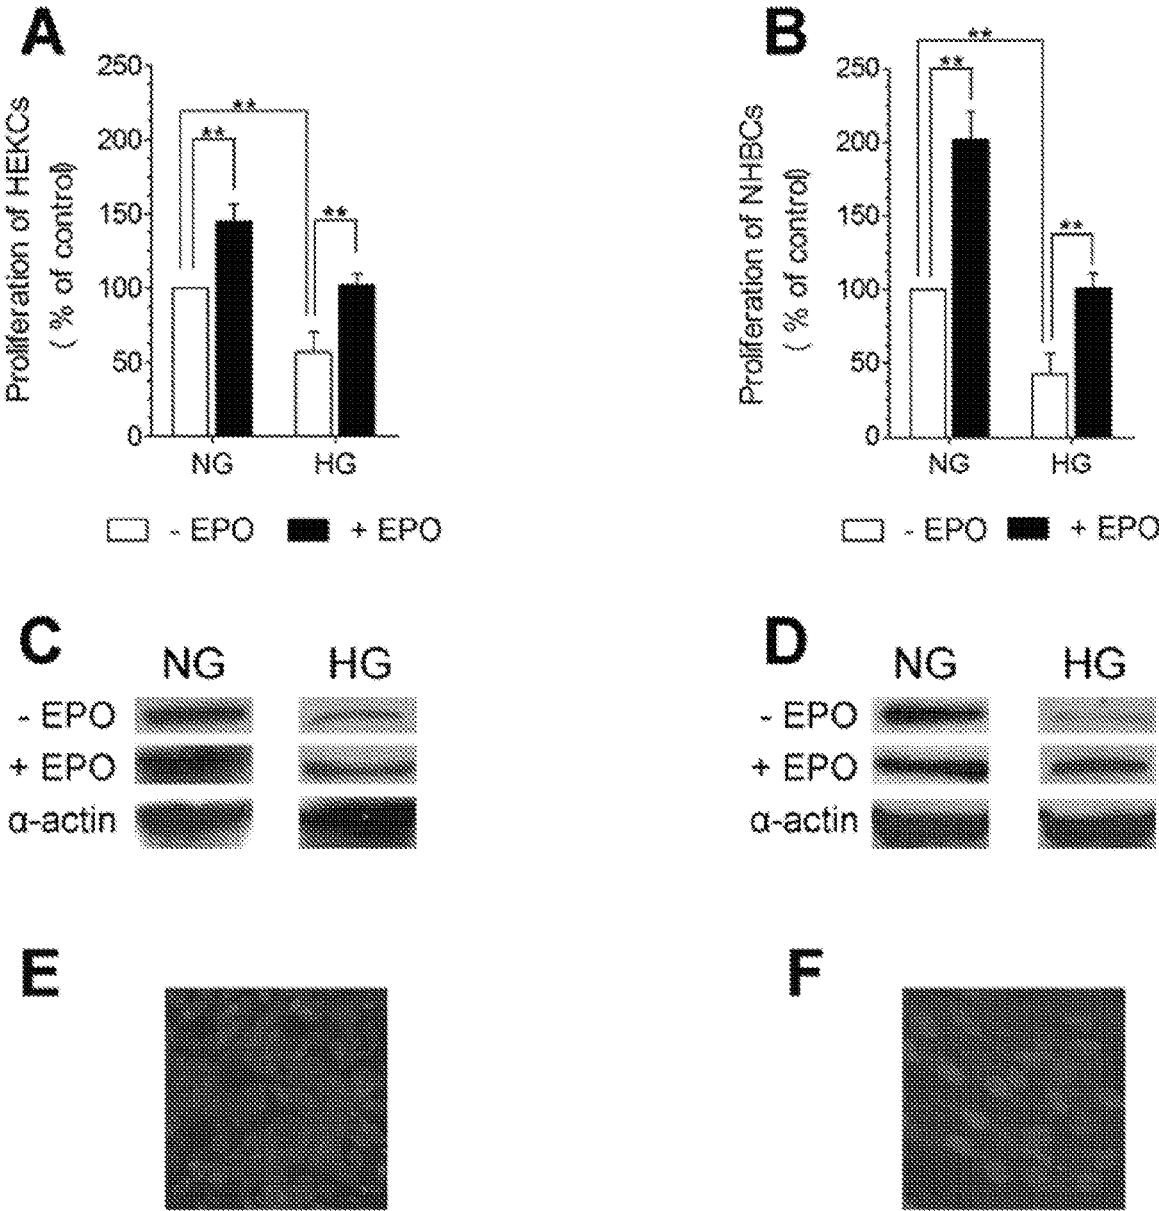 A
Proliferation of HEKCs
( % of control)
250
200
150
100
50
0
**
**
**
NG HG
- EPO + EPO
B
Proliferation of NHBCs
( % of control)
250
200
150
100
50
0
**
**
**
NG HG
- EPO + EPO
C
NG HG
- EPO
+ EPO
α-actin
D
NG HG
- EPO
+ EPO
α-actin
E
F